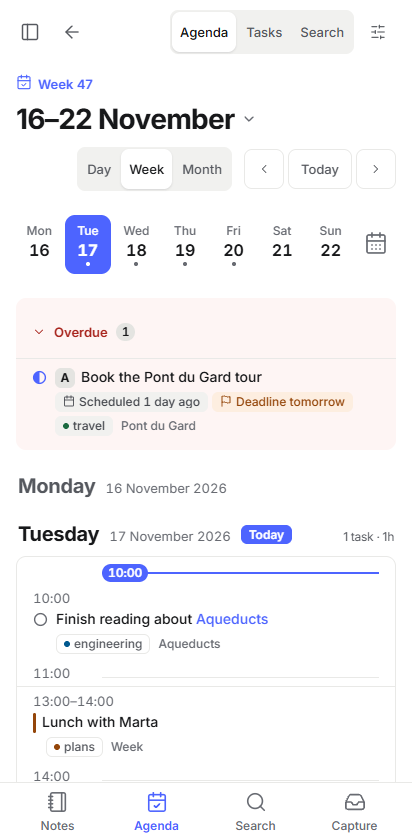 Agenda Tasks Search
Week 47
16–22 November
Day Week Month Today
Mon Tue Wed Thu Fri Sat Sun
16 17 18 19 20 21 22
Overdue 1
A Book the Pont du Gard tour
Scheduled 1 day ago Deadline tomorrow
travel Pont du Gard
Monday 16 November 2026
Tuesday 17 November 2026 Today 1 task · 1h
10:00
10:00
Finish reading about Aqueducts
engineering Aqueducts
11:00
13:00–14:00
Lunch with Marta
plans Week
14:00
Notes Agenda Search Capture